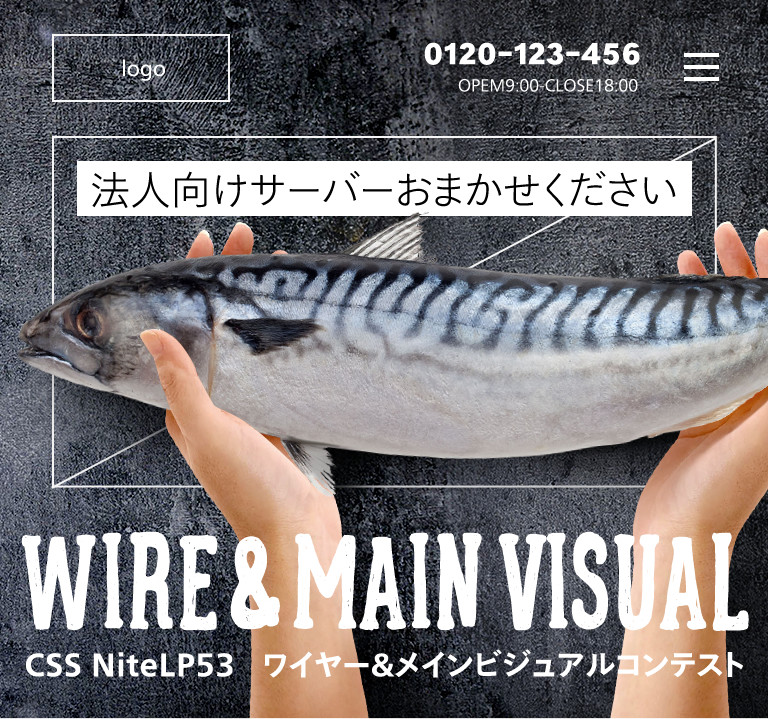 logo
0120-123-456
OPEM9:00-CLOSE18:00
法人向けサーバーおまかせください
WIRE&MAIN VISUAL
CSS NiteLP53 ワイヤー&メインビジュアルコンテスト